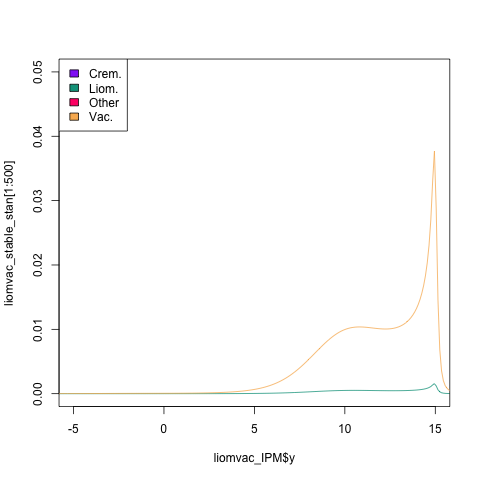 Crem.
Liom.
Other
Vac.
0.05
0.04
0.03
0.02
0.01
0.00
liomvac_stable_stan[1:500]
-5 0 5 10 15
liomvac_IPM$y